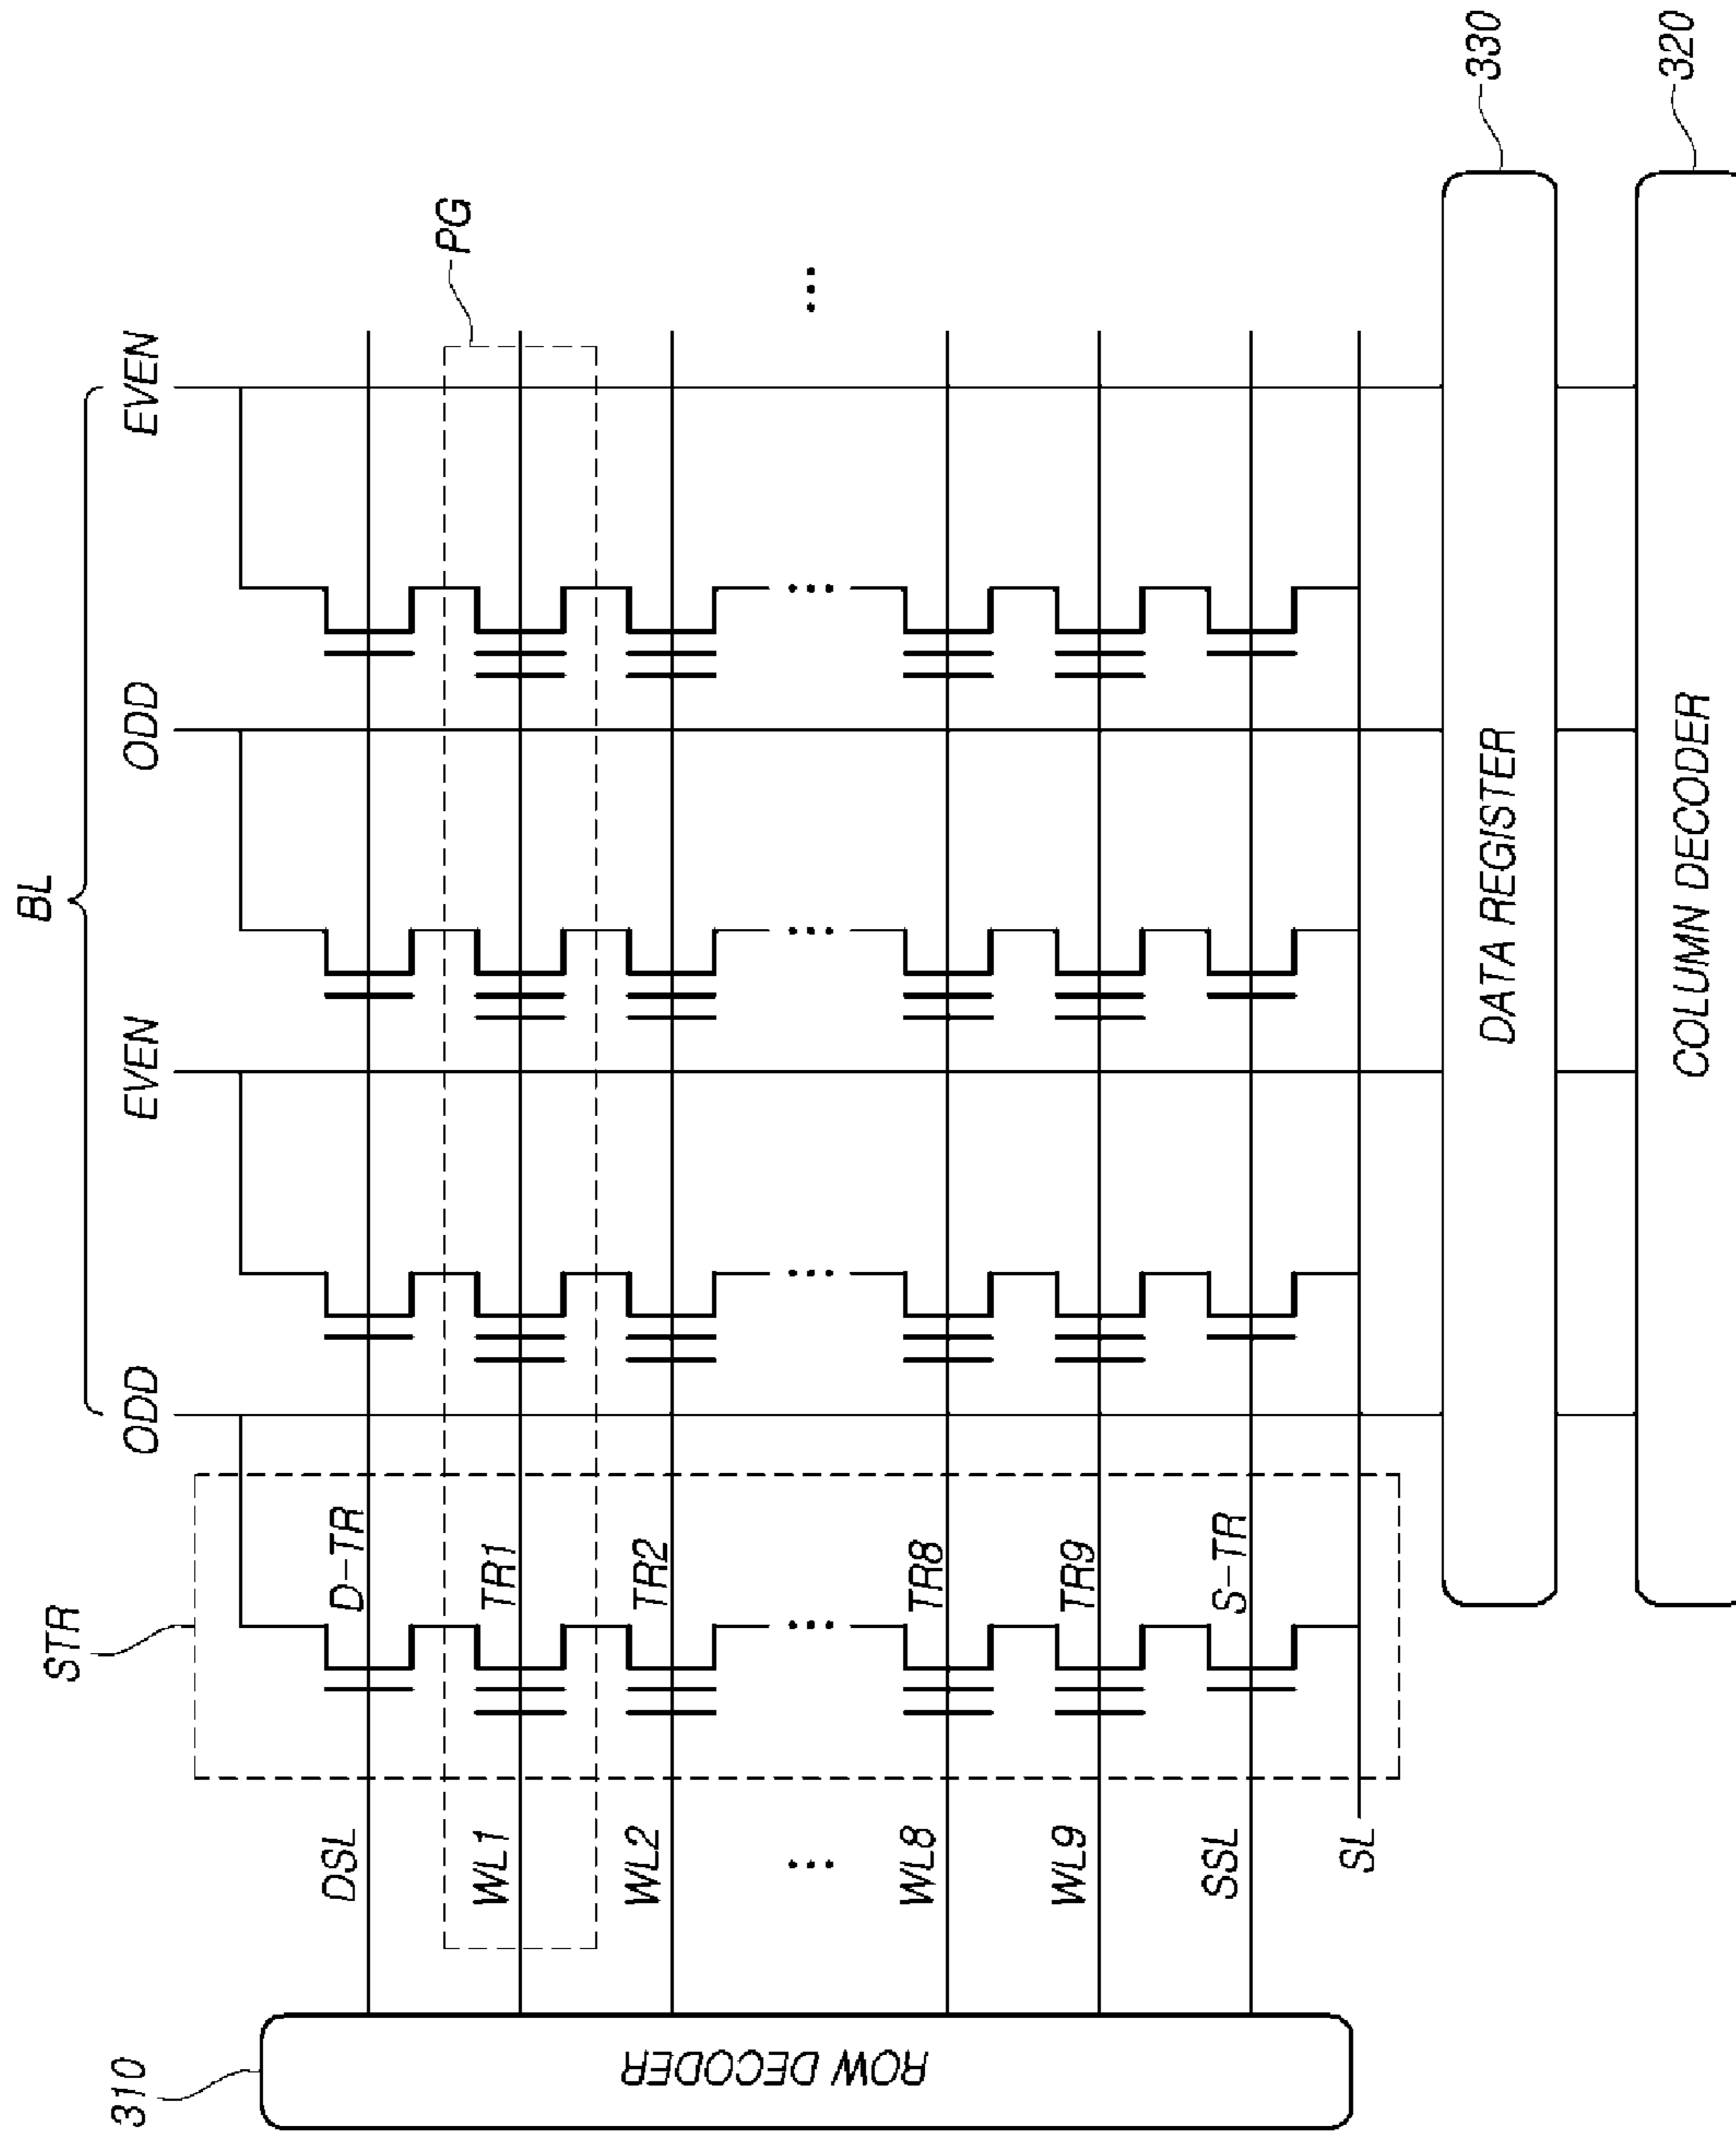 BL
STR
ODD
EVEN
ODD
EVEN
310
ROW DECODER
DSL
D-TR
PG
WL1
TR1
WL2
TR2
...
...
...
...
...
...
WL8
TR8
WL9
TR9
SSL
S-TR
SL
DATA REGISTER
330
COLUMN DECODER
320